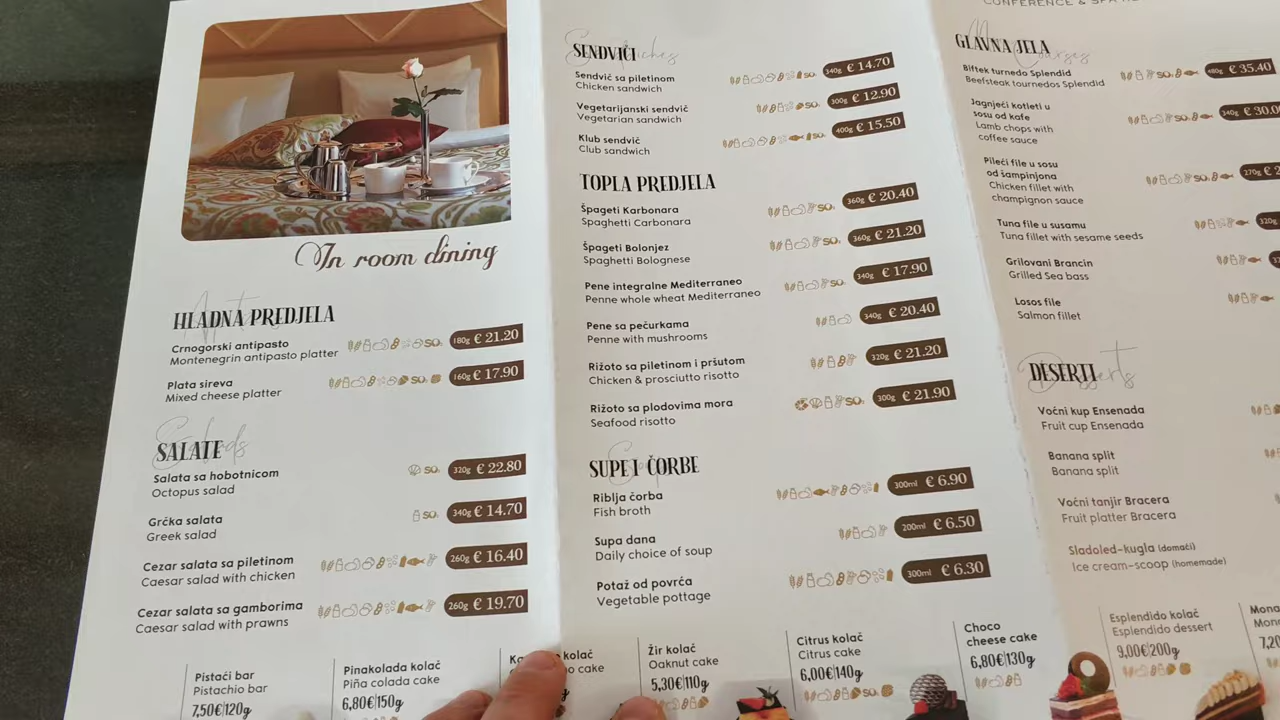 In room dining
HLADNA PREDJELA
Crnogorski antipasto
Montenegrin antipasto platter
180g € 21.20
Plata sireva
Mixed cheese platter
160g € 17.90
SALATE
Salads
Salata sa hobotnicom
Octopus salad
320g € 22.80
Grčka salata
Greek salad
340g € 14.70
Cezar salata sa piletinom
Caesar salad with chicken
260g € 16.40
Cezar salata sa gamborima
Caesar salad with prawns
260g € 19.70
SENDVIČI
Sandwiches
Sendvič sa piletinom
Chicken sandwich
340g € 14.70
Vegetarijanski sendvič
Vegetarian sandwich
300g € 12.90
Klub sendvič
Club sandwich
400g € 15.50
TOPLA PREDJELA
Špageti Karbonara
Spaghetti Carbonara
360g € 20.40
Špageti Bolonjez
Spaghetti Bolognese
360g € 21.20
Pene integralne Mediterraneo
Penne whole wheat Mediterraneo
340g € 17.90
Pene sa pečurkama
Penne with mushrooms
340g € 20.40
Rižoto sa piletinom i pršutom
Chicken & prosciutto risotto
320g € 21.20
Rižoto sa plodovima mora
Seafood risotto
300g € 21.90
SUPE I ČORBE
Riblja čorba
Fish broth
300ml € 6.90
Supa dana
Daily choice of soup
200ml € 6.50
Potaž od povrća
Vegetable pottage
300ml € 6.30
CONFERENCE & SPA
GLAVNA JELA
Main Courses
Biftek turnedo Splendid
Beefsteak tournedos Splendid
€ 35.40
Jagnjeći kotleti u
sosu od kafe
Lamb chops with
coffee sauce
340g € 30.0
Pileći file u sosu
od šampinjona
Chicken fillet with
champignon sauce
270g € 2
Tuna file u susamu
Tuna fillet with sesame seeds
320g
Grilovani Brancin
Grilled Sea bass
Losos file
Salmon fillet
DESERTI
Desserts
Voćni kup Ensenada
Fruit cup Ensenada
Banana split
Banana split
Voćni tanjir Bracera
Fruit platter Bracera
Sladoled-kugla (domaći)
Ice cream-scoop (homemade)
Pistaći bar
Pistachio bar
7,50€|120g
Pinakolada kolač
Piña colada cake
6,80€|150g
kolač
cake
Žir kolač
Oaknut cake
5,30€|110g
Citrus kolač
Citrus cake
6,00€|140g
Choco
cheese cake
6,80€|130g
Esplendido kolač
Esplendido dessert
9,00€|200g
7,20